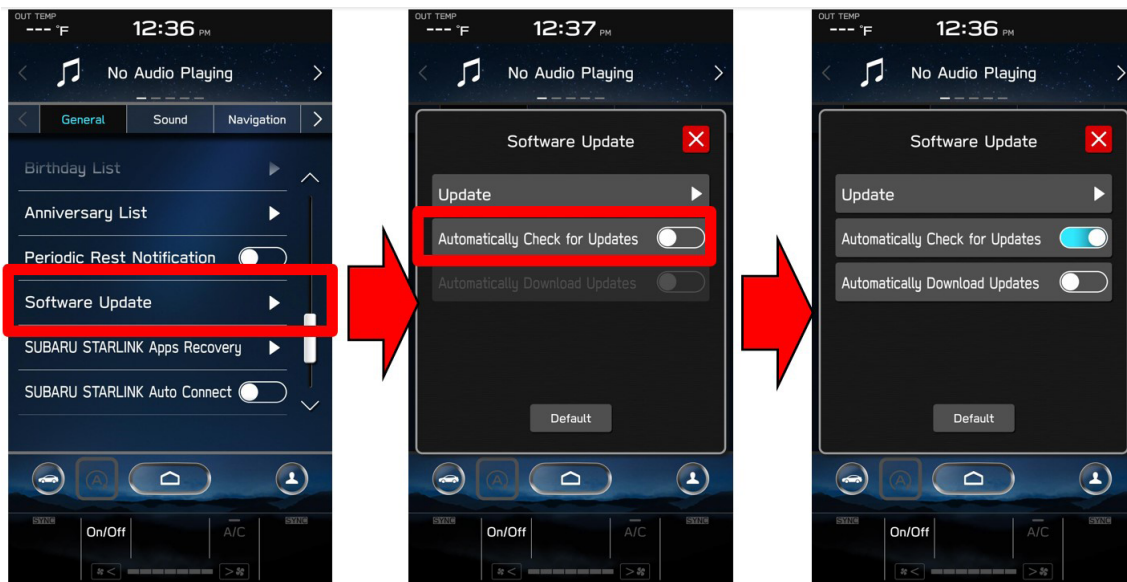 OUT TEMP
--- °F 12:36 PM
No Audio Playing
General Sound Navigation
Birthday List
Anniversary List
Periodic Rest Notification
Software Update
SUBARU STARLINK Apps Recovery
SUBARU STARLINK Auto Connect
A
SYNC SYNC
On/Off A/C
OUT TEMP
--- °F 12:37 PM
No Audio Playing
Software Update
Update
Automatically Check for Updates
Automatically Download Updates
Default
A
SYNC SYNC
On/Off A/C
OUT TEMP
--- °F 12:36 PM
No Audio Playing
Software Update
Update
Automatically Check for Updates
Automatically Download Updates
Default
A
SYNC SYNC
On/Off A/C